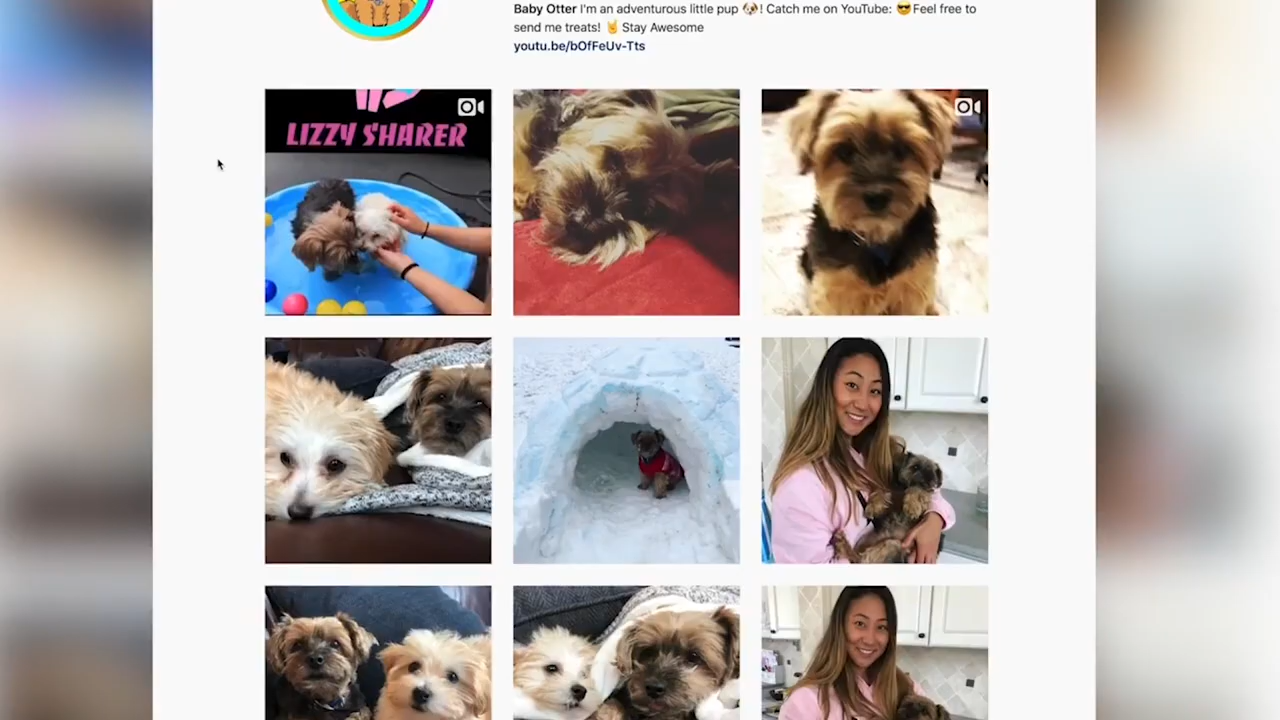 Baby Otter I'm an adventurous little pup 🐶! Catch me on YouTube: 😎Feel free to
send me treats! 🤘Stay Awesome
youtu.be/bOfFeUv-Tts
LIZZY SHARER